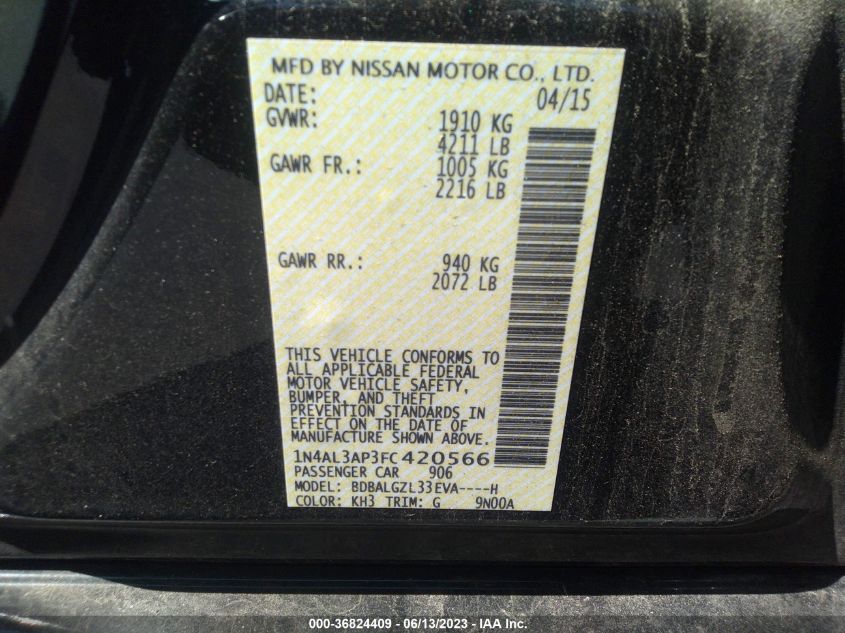 MFD BY NISSAN MOTOR CO., LTD.
DATE: 04/15
GVWR: 1910 KG
4211 LB
GAWR FR.: 1005 KG
2216 LB
GAWR RR.: 940 KG
2072 LB
THIS VEHICLE CONFORMS TO
ALL APPLICABLE FEDERAL
MOTOR VEHICLE SAFETY,
BUMPER, AND THEFT
PREVENTION STANDARDS IN
EFFECT ON THE DATE OF
MANUFACTURE SHOWN ABOVE.
1N4AL3AP3FC420566
PASSENGER CAR 906
MODEL: BDBALGZL33EVA----H
COLOR: KH3 TRIM: G 9N00A
000-36824409 - 06/13/2023 - IAA Inc.